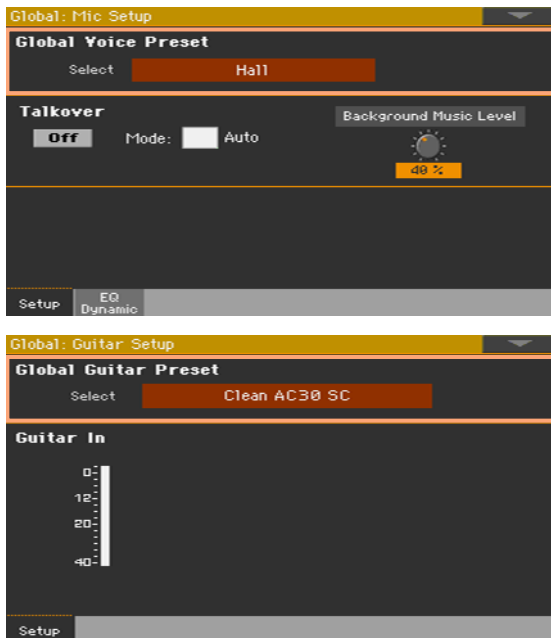 Global: Mic Setup
Global Voice Preset
Select Hall
Talkover Background Music Level
Off Mode: Auto
40 %
Setup EQ Dynamic
Global: Guitar Setup
Global Guitar Preset
Select Clean AC30 SC
Guitar In
0
12
20
40
Setup